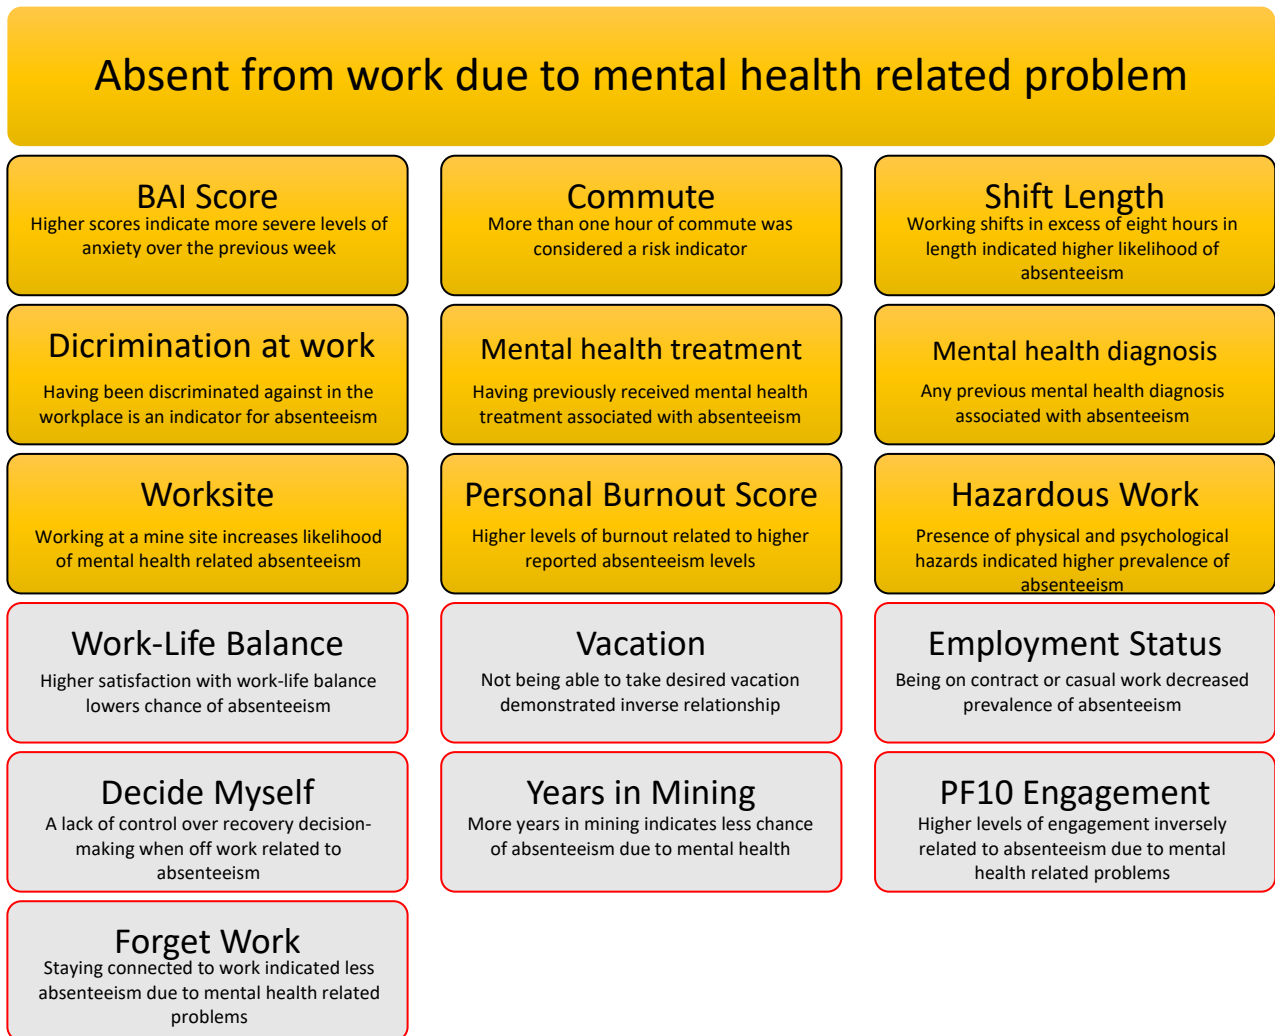 Absent from work due to mental health related problem
BAI Score
Higher scores indicate more severe levels of
anxiety over the previous week
Commute
More than one hour of commute was
considered a risk indicator
Shift Length
Working shifts in excess of eight hours in
length indicated higher likelihood of
absenteeism
Dicrimination at work
Having been discriminated against in the
workplace is an indicator for absenteeism
Mental health treatment
Having previously received mental health
treatment associated with absenteeism
Mental health diagnosis
Any previous mental health diagnosis
associated with absenteeism
Worksite
Working at a mine site increases likelihood
of mental health related absenteeism
Personal Burnout Score
Higher levels of burnout related to higher
reported absenteeism levels
Hazardous Work
Presence of physical and psychological
hazards indicated higher prevalence of
absenteeism
Work-Life Balance
Higher satisfaction with work-life balance
lowers chance of absenteeism
Vacation
Not being able to take desired vacation
demonstrated inverse relationship
Employment Status
Being on contract or casual work decreased
prevalence of absenteeism
Decide Myself
A lack of control over recovery decision-
making when off work related to
absenteeism
Years in Mining
More years in mining indicates less chance
of absenteeism due to mental health
PF10 Engagement
Higher levels of engagement inversely
related to absenteeism due to mental
health related problems
Forget Work
Staying connected to work indicated less
absenteeism due to mental health related
problems